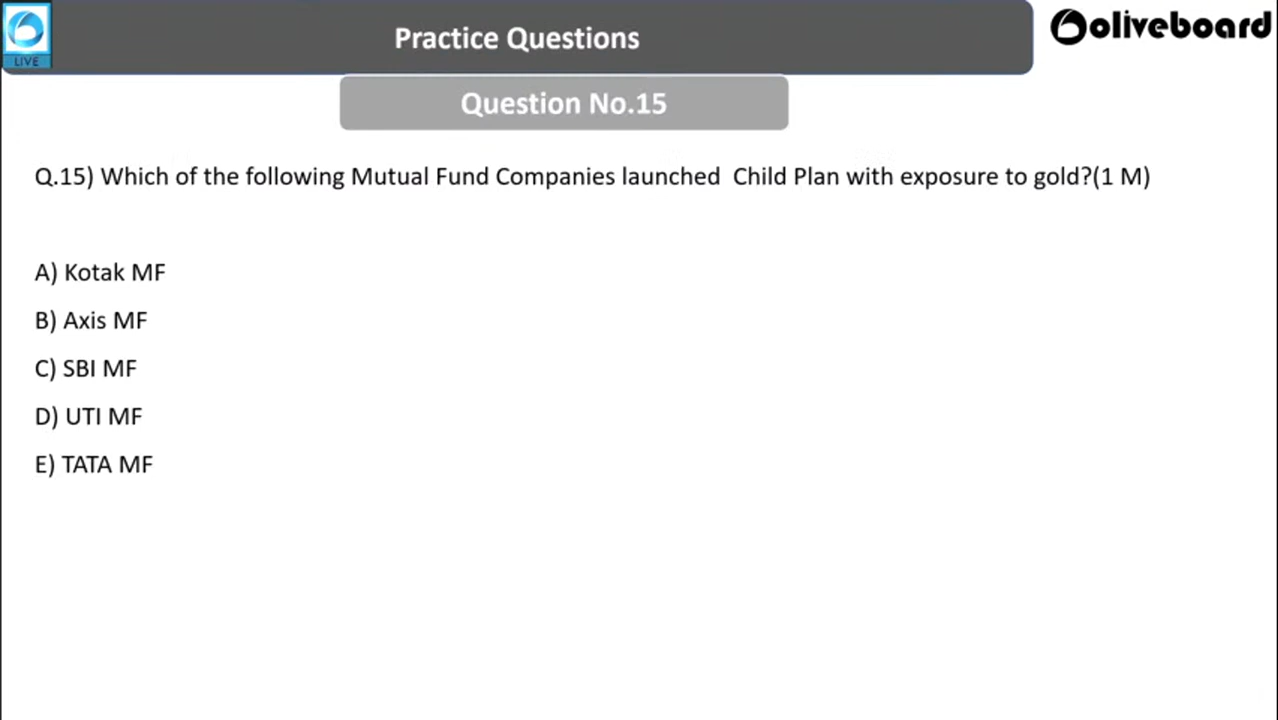 LIVE
Practice Questions
oliveboard
Question No.15
Q.15) Which of the following Mutual Fund Companies launched  Child Plan with exposure to gold?(1 M)
A) Kotak MF
B) Axis MF
C) SBI MF
D) UTI MF
E) TATA MF